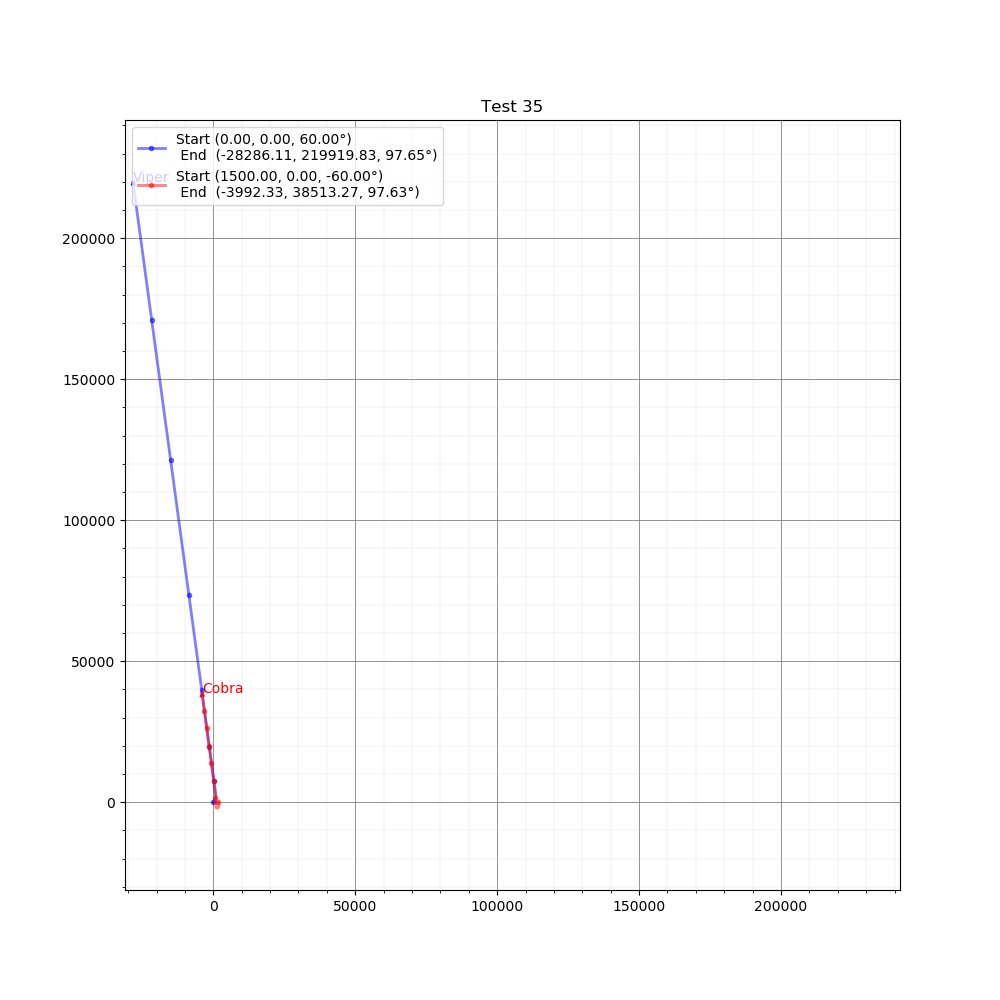 Test 35
Start (0.00, 0.00, 60.00°)
End (-28286.11, 219919.83, 97.65°)
Viper
Start (1500.00, 0.00, -60.00°)
End (-3992.33, 38513.27, 97.63°)
200000
150000
100000
50000
Cobra
0
0 50000 100000 150000 200000